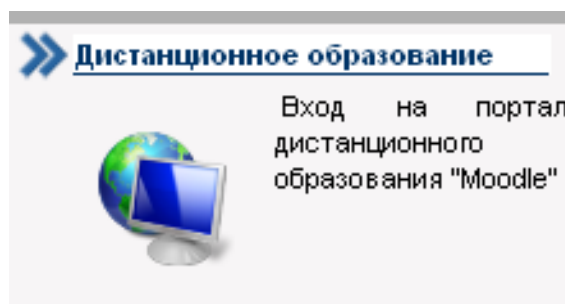 Дистанционное образование
Вход на портал
дистанционного
образования "Moodle"